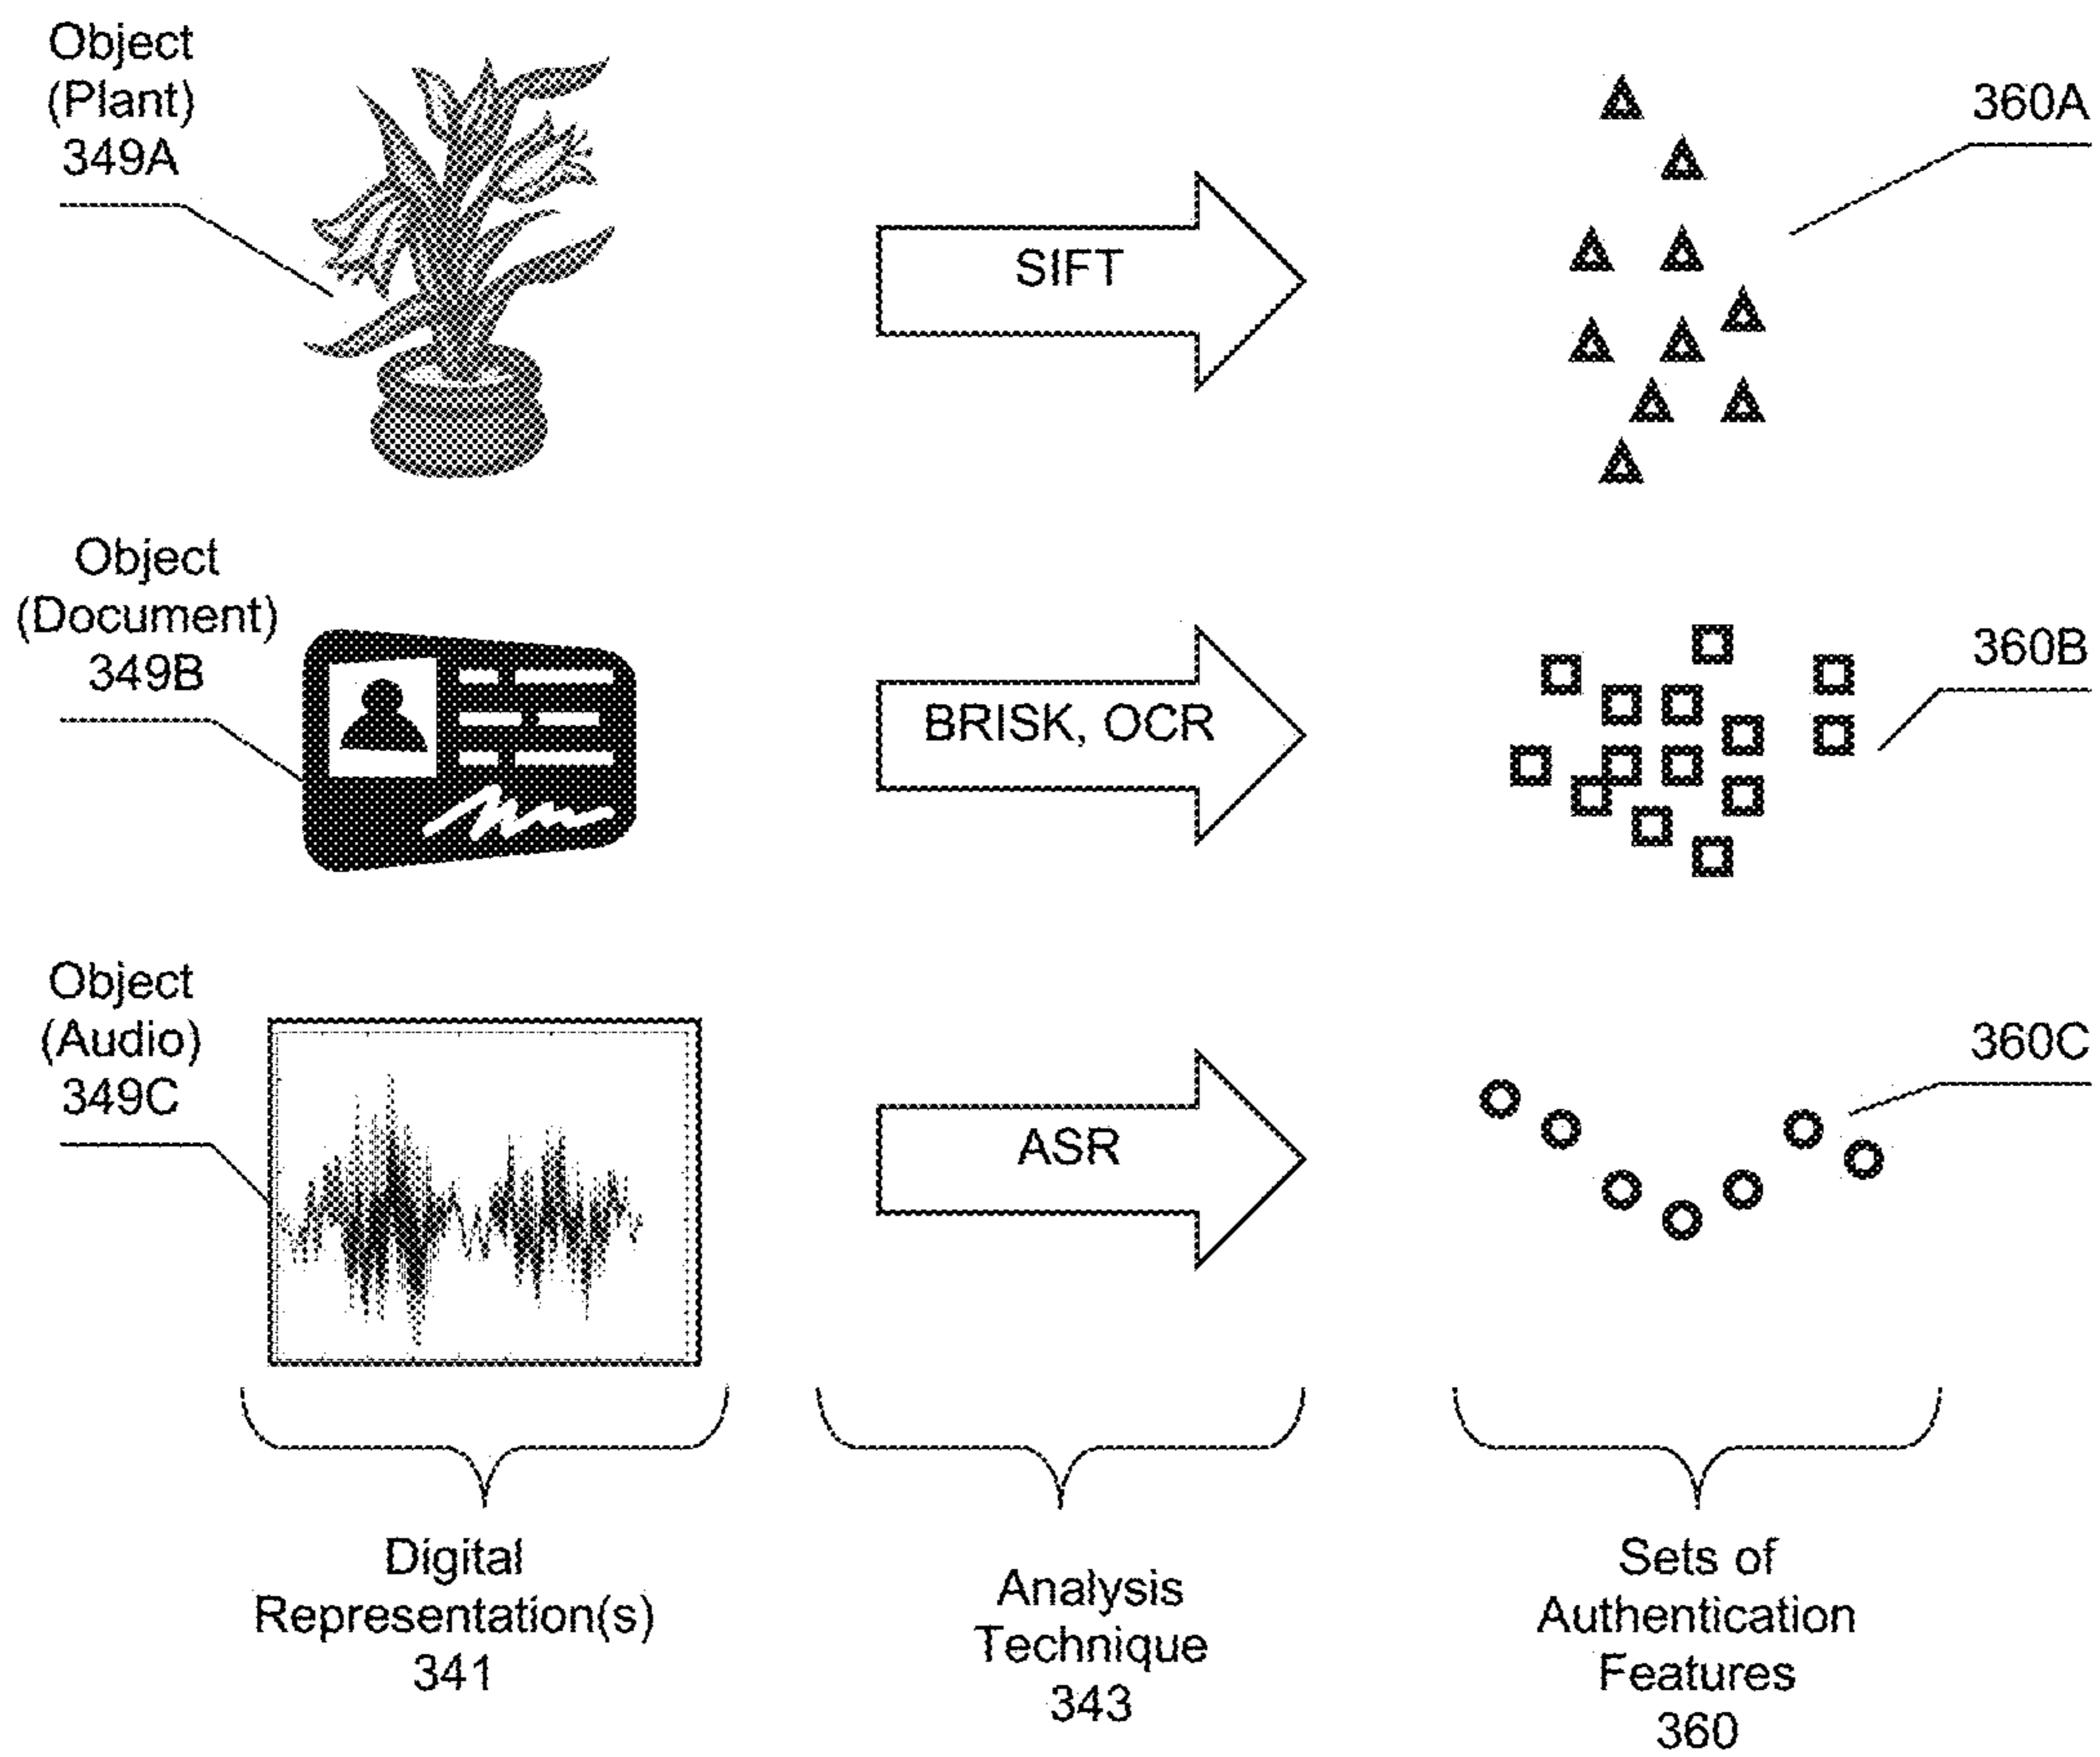 Object
(Plant)
349A
SIFT
360A
Object
(Document)
349B
BRISK, OCR
360B
Object
(Audio)
349C
ASR
360C
Digital
Representation(s)
341
Analysis
Technique
343
Sets of
Authentication
Features
360